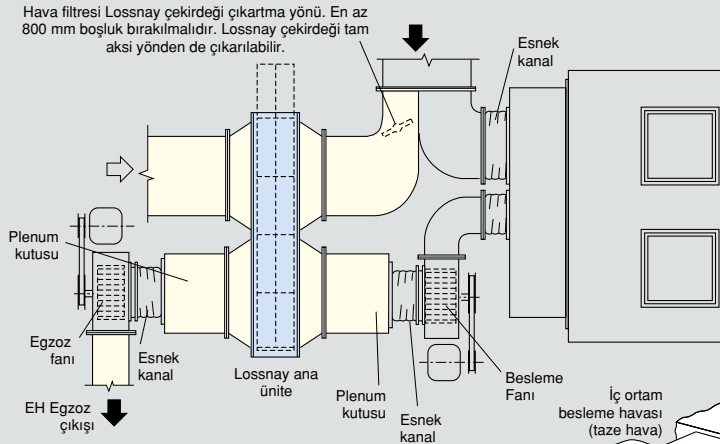 Hava filtresi Lossnay çekirdeği çıkartma yönü. En az
800 mm boşluk bırakılmalıdır. Lossnay çekirdeği tam
aksi yönden de çıkarılabilir.
Esnek
kanal
Plenum
kutusu
Egzoz
fanı
Esnek
kanal
Lossnay ana
ünite
Plenum
kutusu
Esnek
kanal
Besleme
Fanı
EH Egzoz
çıkışı
İç ortam
besleme havası
(taze hava)